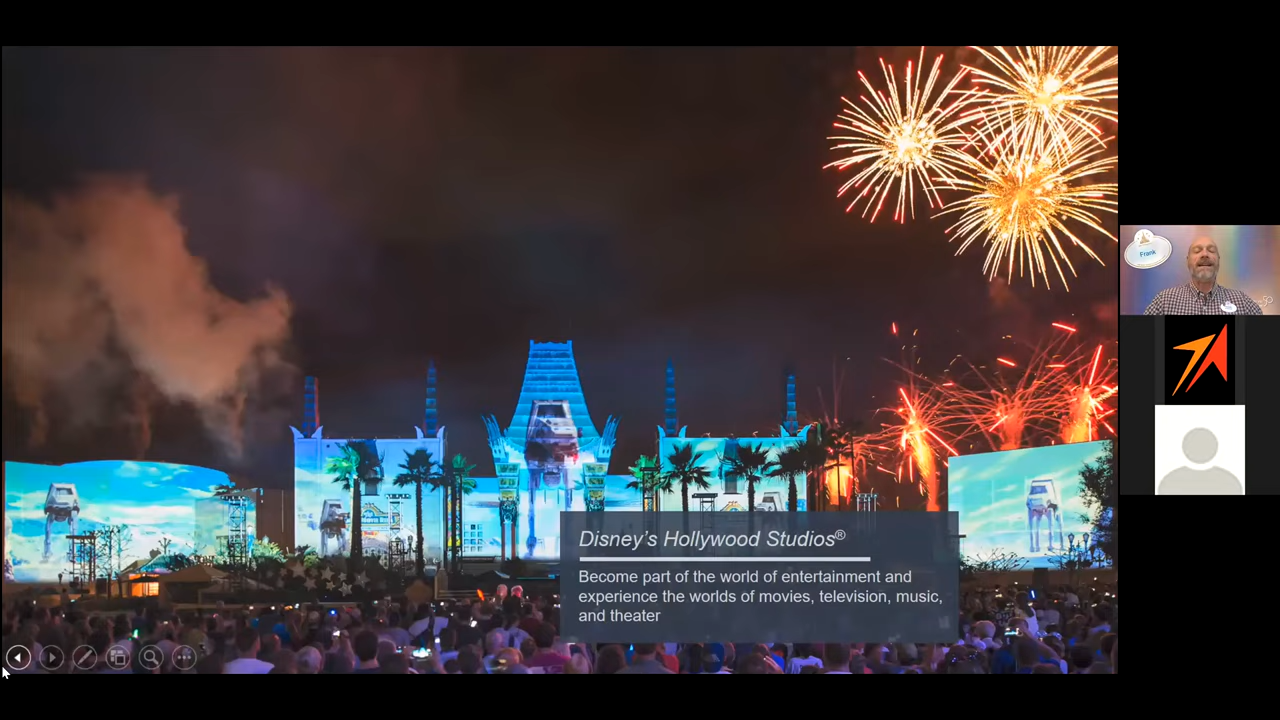 Disney's Hollywood Studios®
Become part of the world of entertainment and
experience the worlds of movies, television, music,
and theater
Frank
50